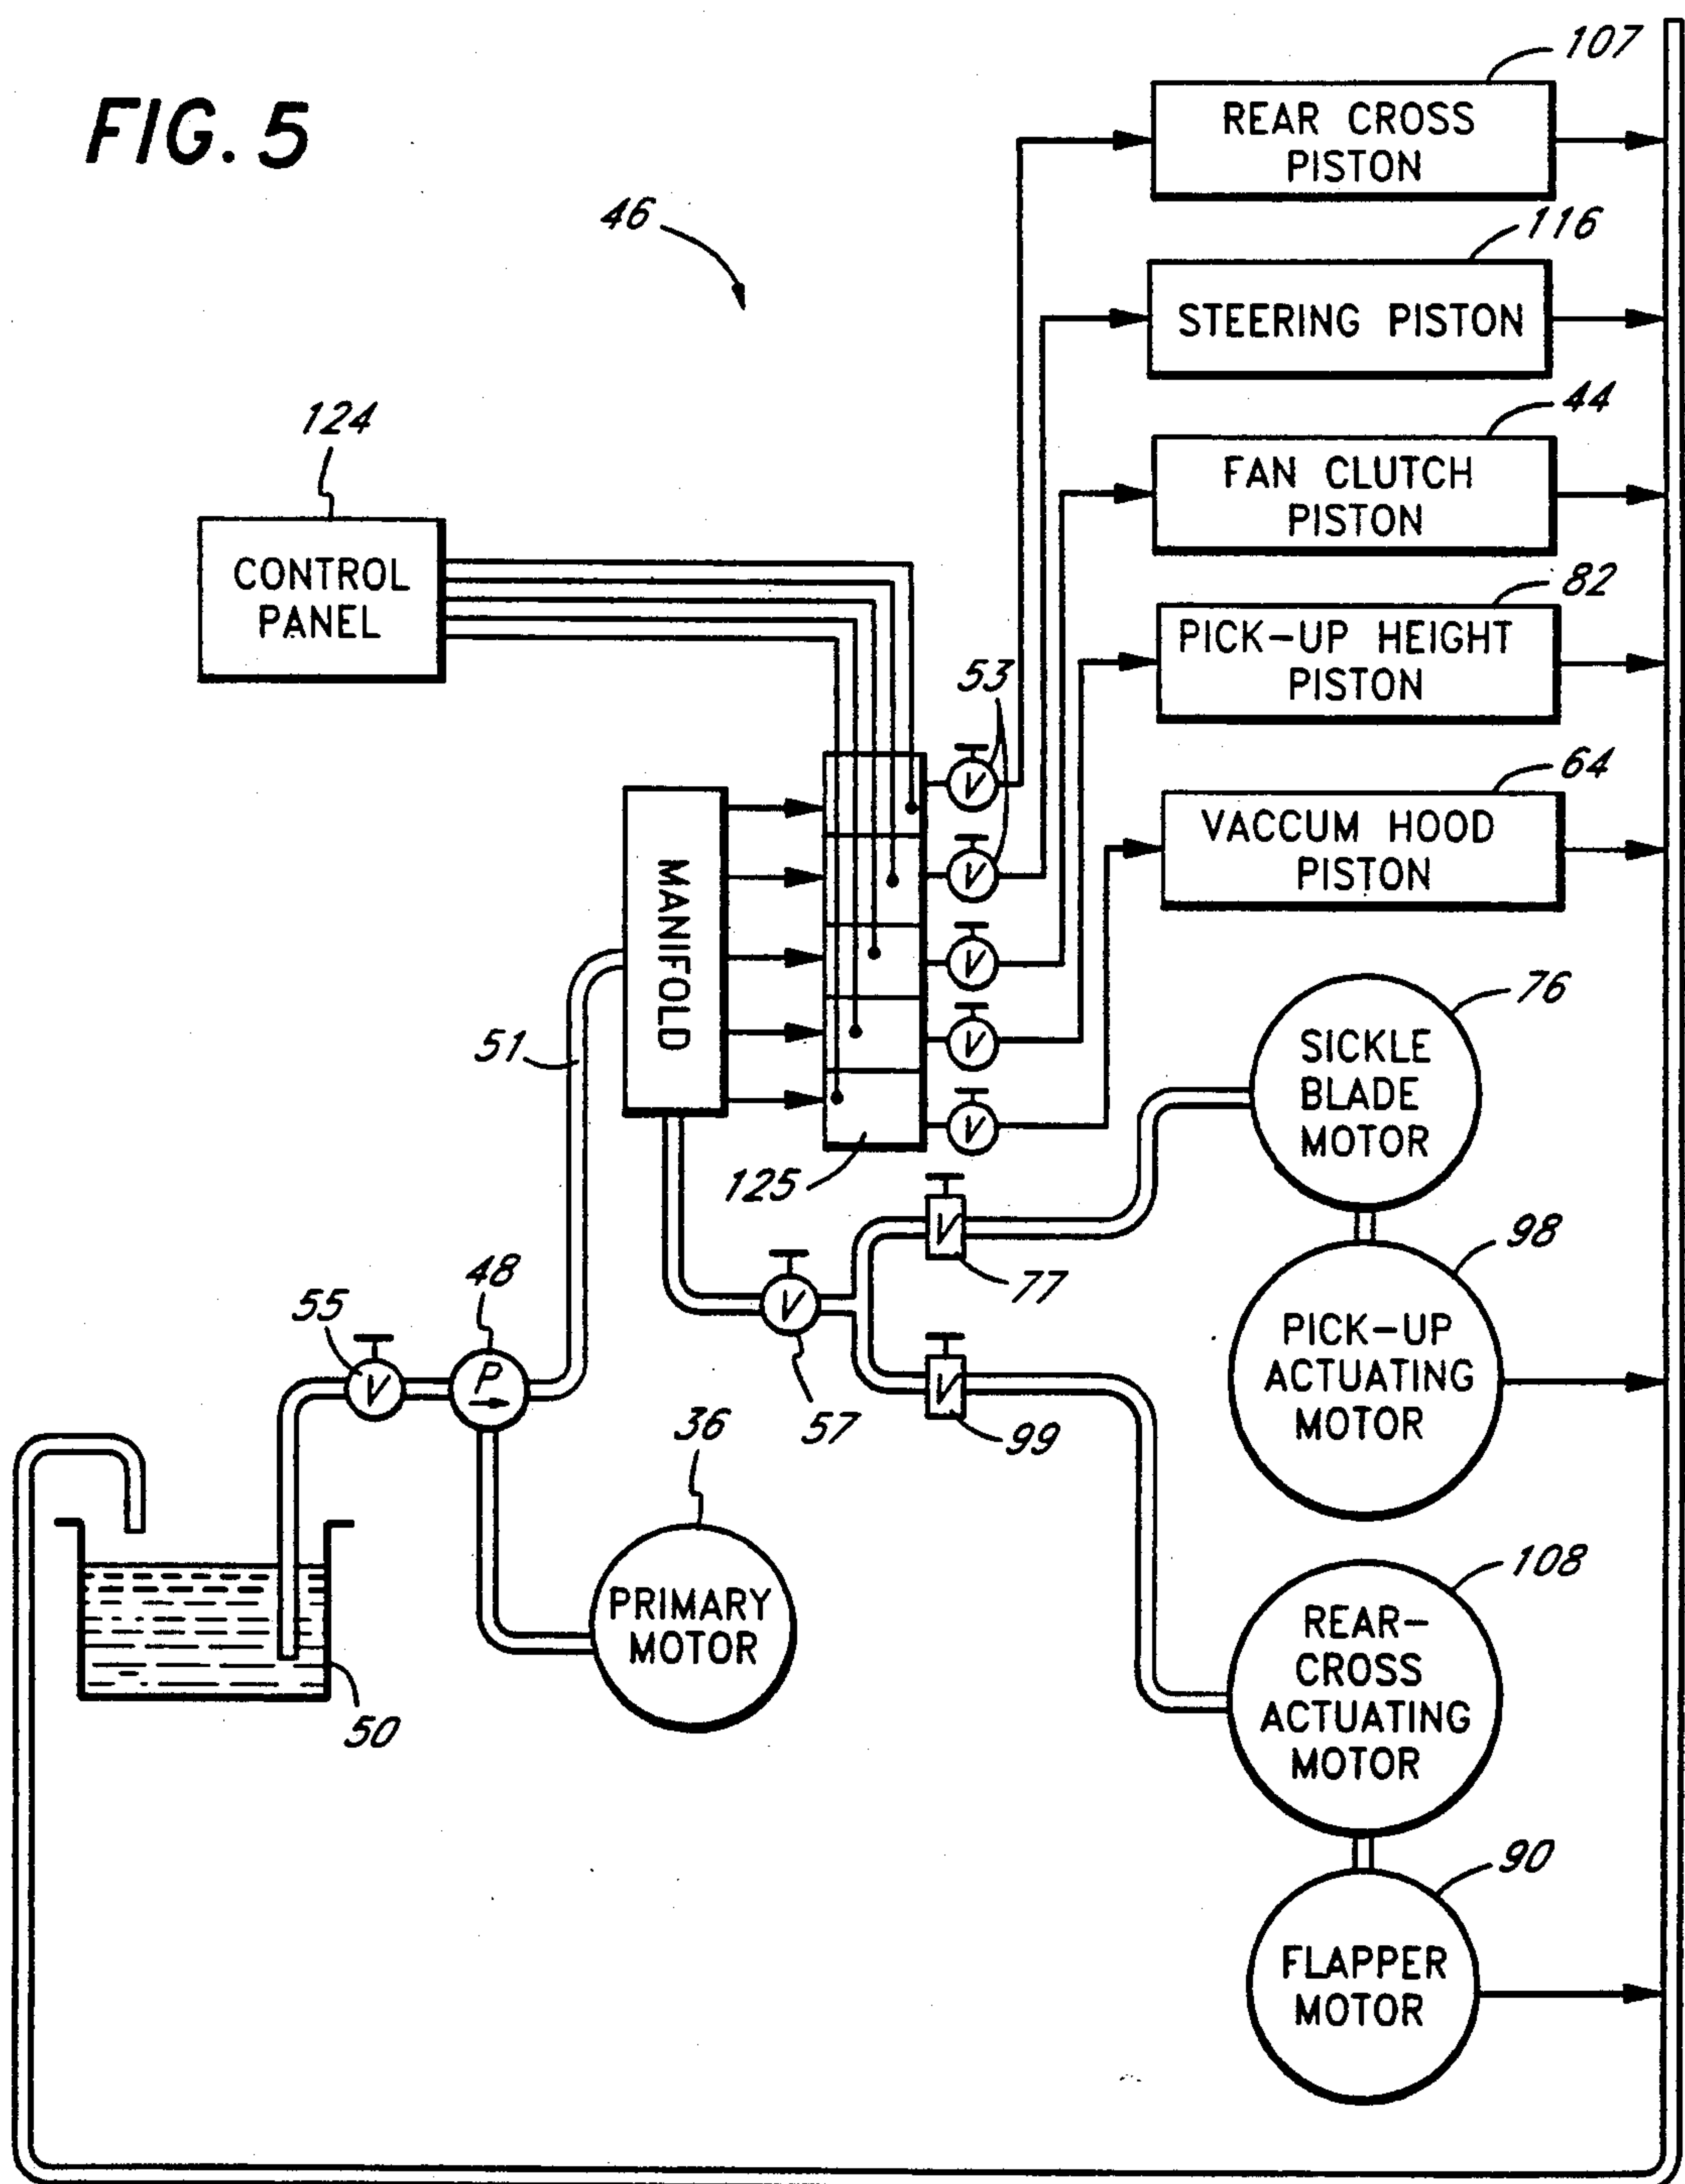 FIG. 5
107
REAR CROSS
PISTON
46
116
STEERING PISTON
124
44
FAN CLUTCH
PISTON
CONTROL
PANEL
82
PICK-UP HEIGHT
PISTON
53
64
VACCUM HOOD
PISTON
V
V
V
V
V
MANIFOLD
51
125
76
SICKLE
BLADE
MOTOR
V
77
98
PICK-UP
ACTUATING
MOTOR
55
V
48
P
V
57
V
99
36
PRIMARY
MOTOR
50
108
REAR-
CROSS
ACTUATING
MOTOR
90
FLAPPER
MOTOR